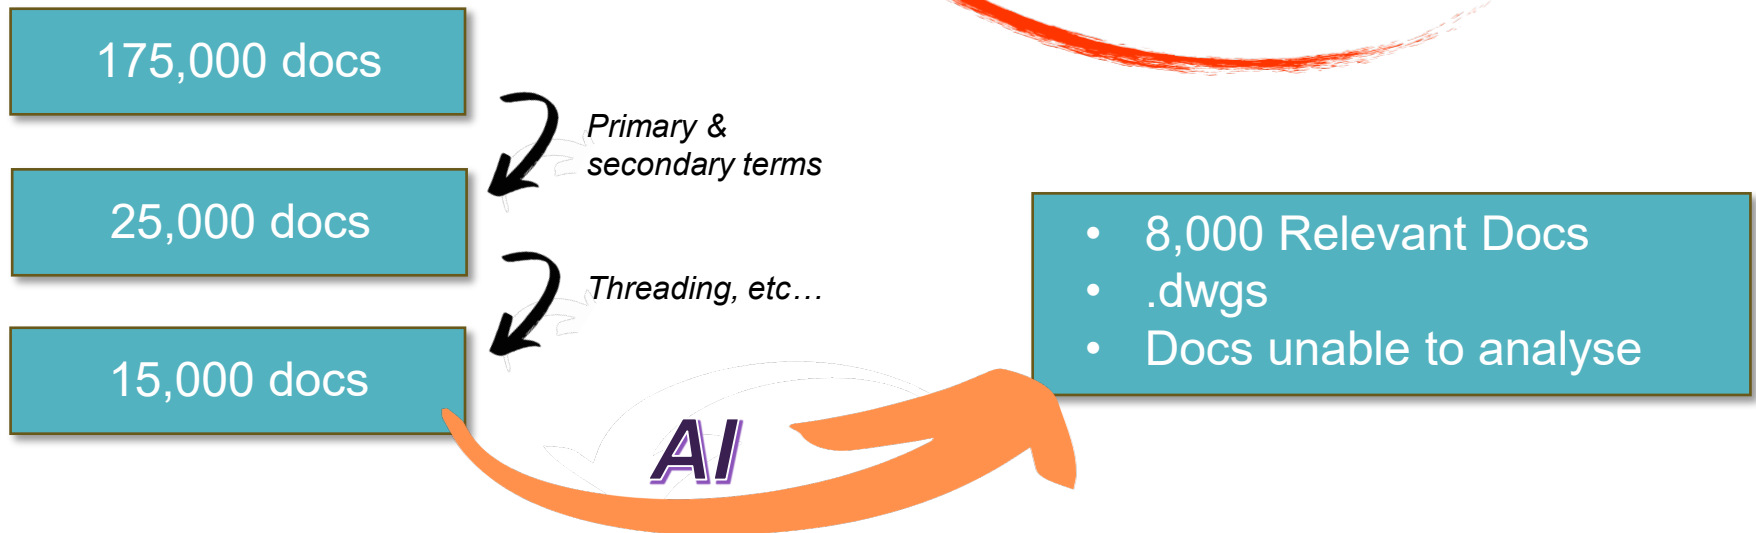 175,000 docs
Primary &
secondary terms
25,000 docs
Threading, etc…
15,000 docs
AI
• 8,000 Relevant Docs
• .dwgs
• Docs unable to analyse